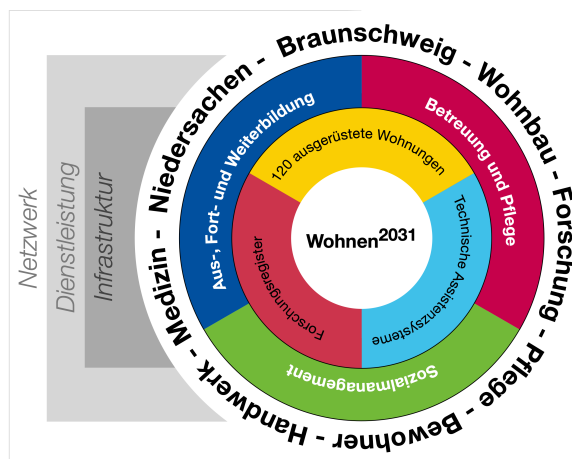 Niedersachen - Braunschweig - Wohnbau - Forschung - Pflege - Bewohner - Handwerk - Medizin -
Netzwerk
Dienstleistung
Infrastruktur
Aus-, Fort- und Weiterbildung
Betreuung und Pflege
Sozialmanagement
120 ausgerüstete Wohnungen
Technische Assistenzsysteme
Forschungsregister
Wohnen2031